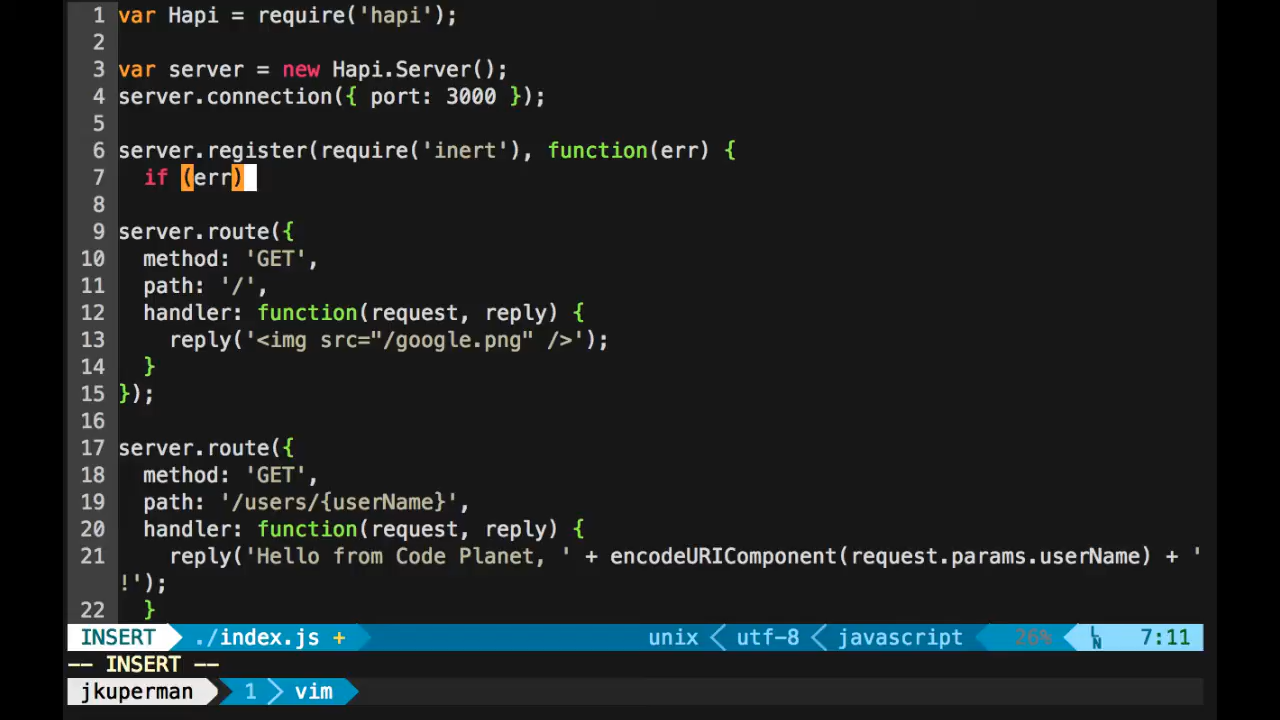 1 var Hapi = require('hapi');
2
3 var server = new Hapi.Server();
4 server.connection({ port: 3000 });
5
6 server.register(require('inert'), function(err) {
7   if (err)
8
9 server.route({
10   method: 'GET',
11   path: '/',
12   handler: function(request, reply) {
13     reply('<img src="/google.png" />');
14   }
15 });
16
17 server.route({
18   method: 'GET',
19   path: '/users/{userName}',
20   handler: function(request, reply) {
21     reply('Hello from Code Planet, ' + encodeURIComponent(request.params.userName) + '
!');
22   }
INSERT ./index.js + unix utf-8 javascript 26% LN 7:11
-- INSERT --
jkuperman 1 vim